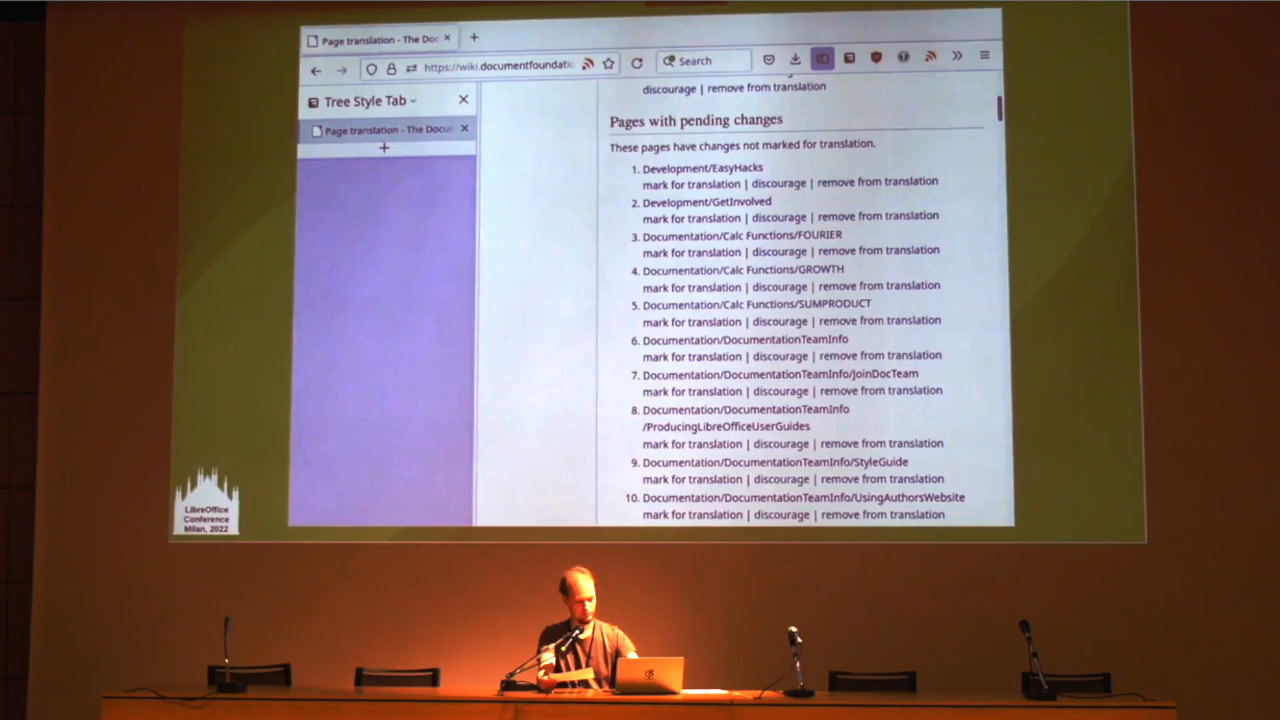 Page translation - The Doc
https://wiki.documentfoundatio
Search
Tree Style Tab
Page translation - The Docu
discourage | remove from translation
Pages with pending changes
These pages have changes not marked for translation.
1. Development/EasyHacks
mark for translation | discourage | remove from translation
2. Development/GetInvolved
mark for translation | discourage | remove from translation
3. Documentation/Calc Functions/FOURIER
mark for translation | discourage | remove from translation
4. Documentation/Calc Functions/GROWTH
mark for translation | discourage | remove from translation
5. Documentation/Calc Functions/SUMPRODUCT
mark for translation | discourage | remove from translation
6. Documentation/DocumentationTeamInfo
mark for translation | discourage | remove from translation
7. Documentation/DocumentationTeamInfo/JoinDocTeam
mark for translation | discourage | remove from translation
8. Documentation/DocumentationTeamInfo
/ProducingLibreOfficeUserGuides
mark for translation | discourage | remove from translation
9. Documentation/DocumentationTeamInfo/StyleGuide
mark for translation | discourage | remove from translation
10. Documentation/DocumentationTeamInfo/UsingAuthorsWebsite
mark for translation | discourage | remove from translation
LibreOffice
Conference
Milan, 2022